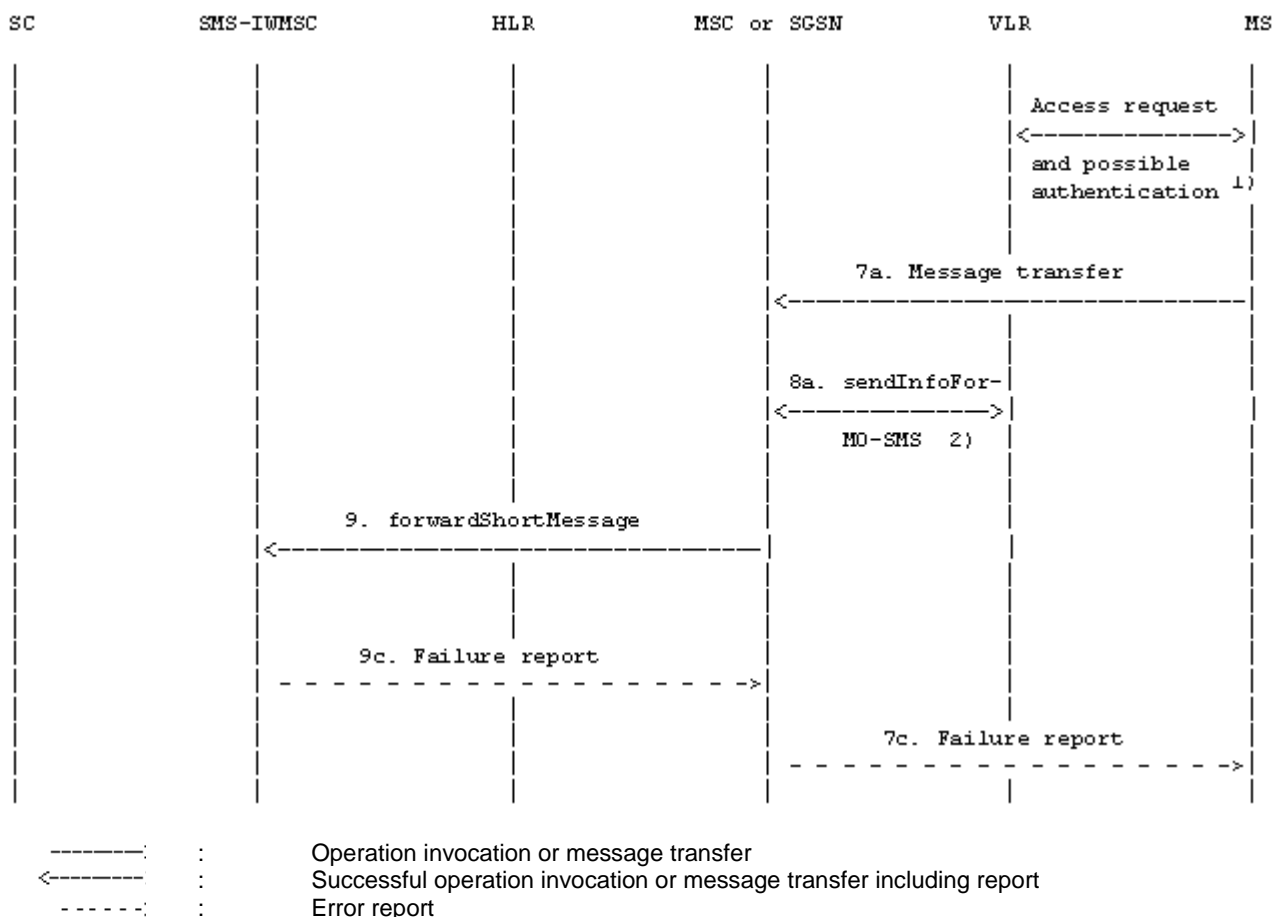 SC SMS-IWMSC HLR MSC or SGSN VLR MS
Access request
and possible
authentication 1)
7a. Message transfer
8a. sendInfoFor-
MO-SMS 2)
9. forwardShortMessage
9c. Failure report
7c. Failure report
: Operation invocation or message transfer
: Successful operation invocation or message transfer including report
: Error report